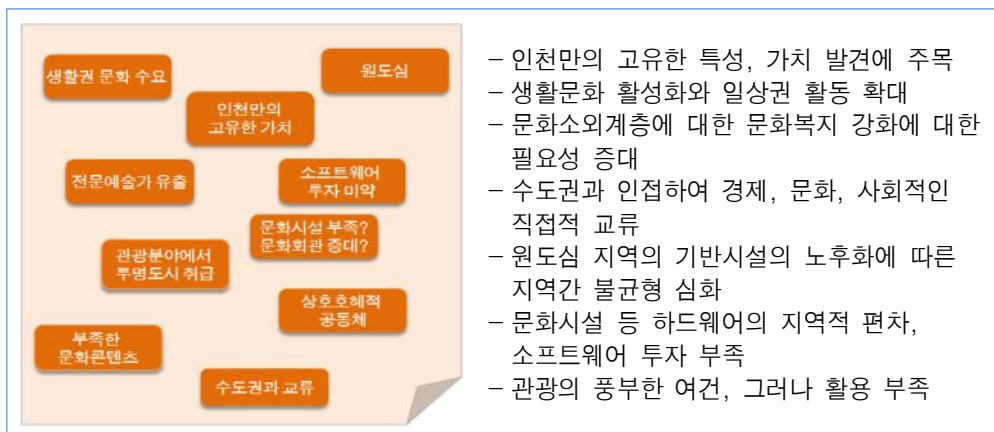 생활권 문화 수요
원도심
인천만의
고유한 가치
전문예술가 유출
소프트웨어
투자 미약
문화시설 부족?
문화회관 증대?
관광분야에서
투명도시 취급
상호호혜적
공동체
부족한
문화콘텐츠
수도권과 교류
– 인천만의 고유한 특성, 가치 발견에 주목
– 생활문화 활성화와 일상권 활동 확대
– 문화소외계층에 대한 문화복지 강화에 대한
필요성 증대
– 수도권과 인접하여 경제, 문화, 사회적인
직접적 교류
– 원도심 지역의 기반시설의 노후화에 따른
지역간 불균형 심화
– 문화시설 등 하드웨어의 지역적 편차,
소프트웨어 투자 부족
– 관광의 풍부한 여건, 그러나 활용 부족